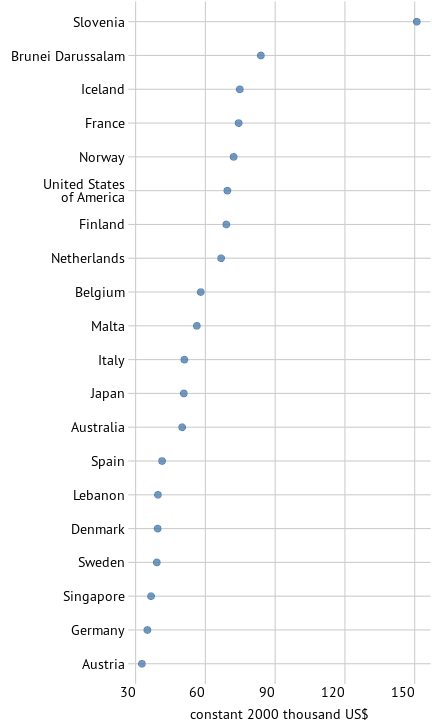 Slovenia
Brunei Darussalam
Iceland
France
Norway
United States
of America
Finland
Netherlands
Belgium
Malta
Italy
Japan
Australia
Spain
Lebanon
Denmark
Sweden
Singapore
Germany
Austria
30 60 90 120 150
constant 2000 thousand US$